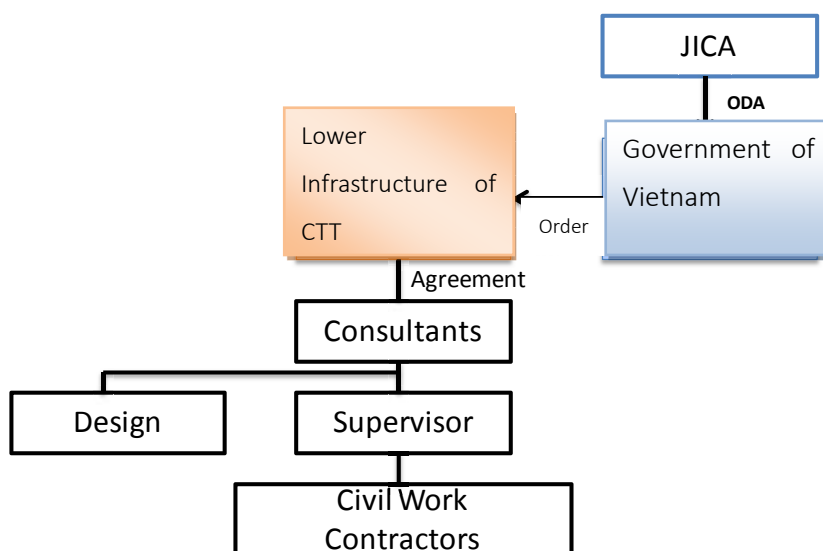 JICA
ODA
Government of
Vietnam
Order
Lower
Infrastructure of
CTT
Agreement
Consultants
Design
Supervisor
Civil Work
Contractors